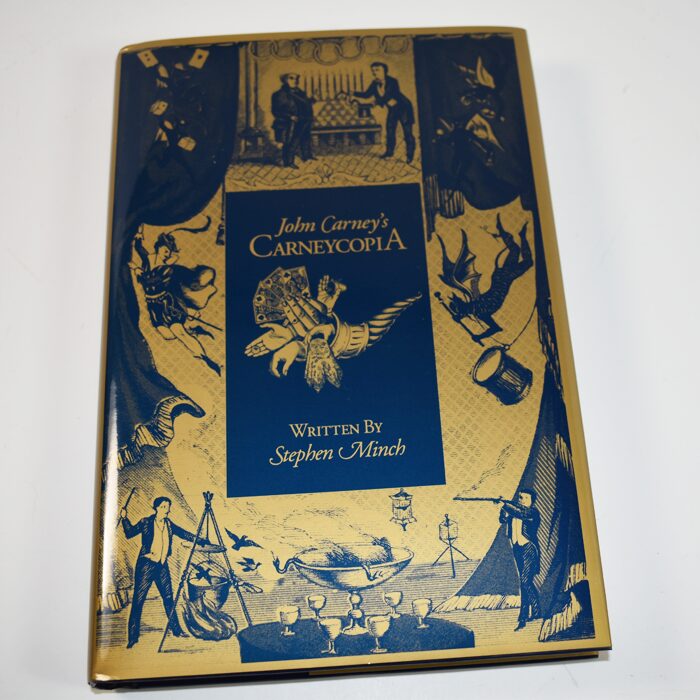 John Carney's
CARNEYCOPIA
WRITTEN BY
Stephen Minch